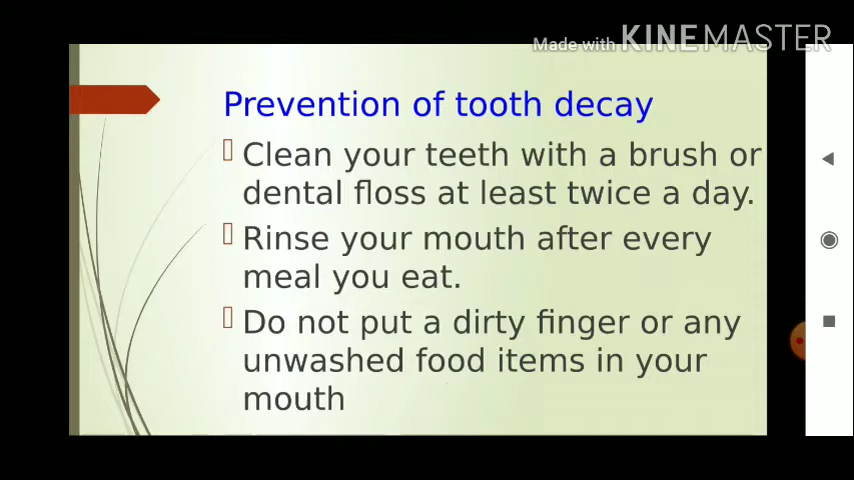 Made with KINEMASTER
Prevention of tooth decay
Clean your teeth with a brush or
dental floss at least twice a day.
Rinse your mouth after every
meal you eat.
Do not put a dirty finger or any
unwashed food items in your
mouth